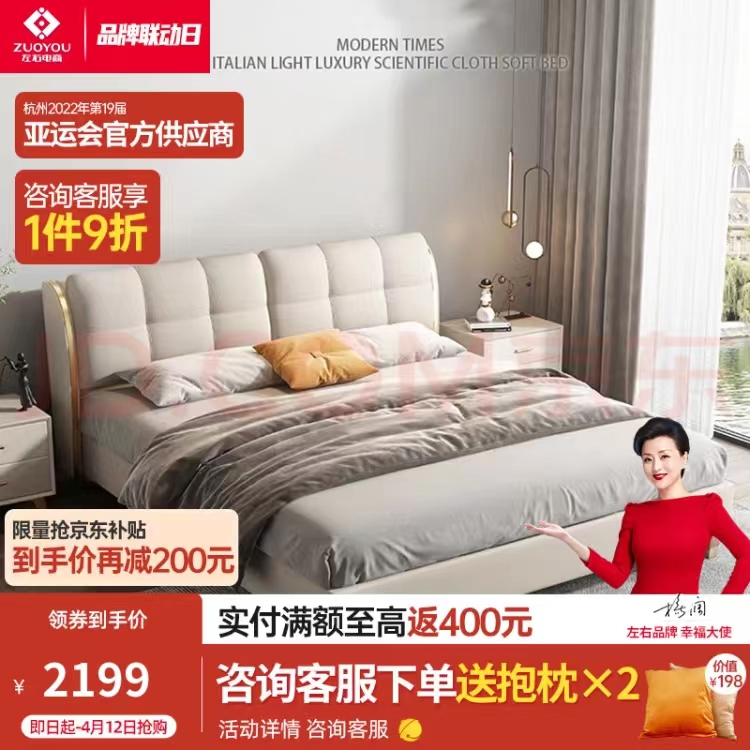 ZUOYOU
左右电商
品牌联动日
MODERN TIMES
ITALIAN LIGHT LUXURY SCIENTIFIC CLOTH SOFT BED
杭州2022年第19届
亚运会官方供应商
咨询客服享
1件9折
JD.COM 京东
限量抢京东补贴
到手价再减200元
领券到手价
¥2199
即日起-4月12日抢购
实付满额至高返400元
杨澜
左右品牌 幸福大使
咨询客服下单送抱枕×2
活动详情 咨询客服
价值
¥198